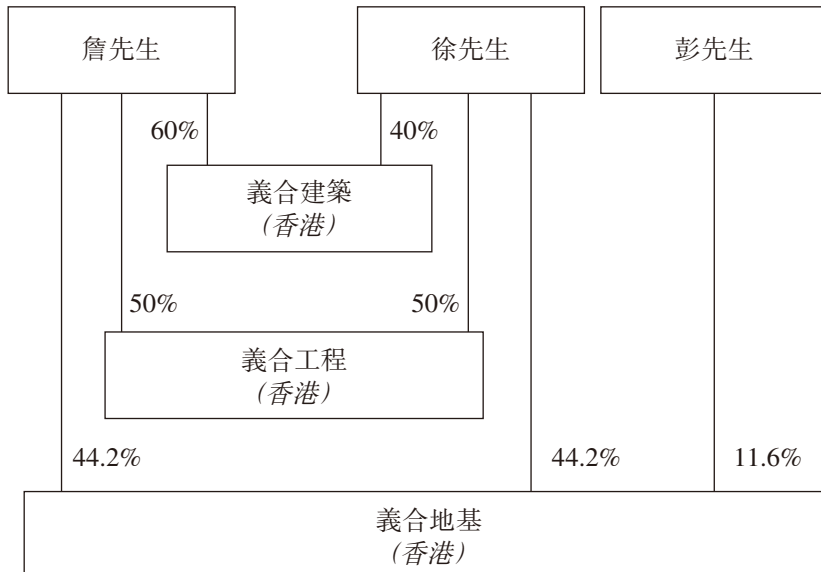 詹先生
徐先生
彭先生
60%
40%
義合建築
(香港)
50%
50%
義合工程
(香港)
44.2%
44.2%
11.6%
義合地基
(香港)